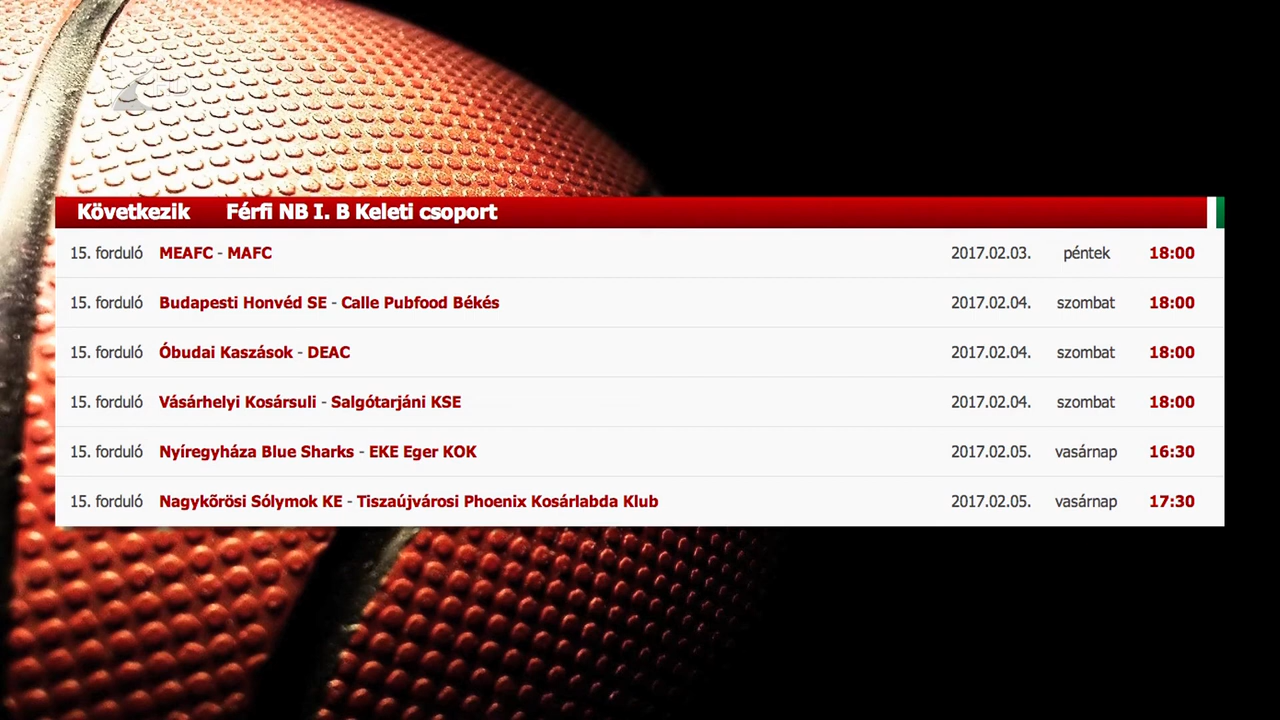 HD
Következik Férfi NB I. B Keleti csoport
15. forduló MEAFC - MAFC 2017.02.03. péntek 18:00
15. forduló Budapesti Honvéd SE - Calle Pubfood Békés 2017.02.04. szombat 18:00
15. forduló Óbudai Kaszások - DEAC 2017.02.04. szombat 18:00
15. forduló Vásárhelyi Kosársuli - Salgótarjáni KSE 2017.02.04. szombat 18:00
15. forduló Nyíregyháza Blue Sharks - EKE Eger KOK 2017.02.05. vasárnap 16:30
15. forduló Nagykőrösi Sólymok KE - Tiszaújvárosi Phoenix Kosárlabda Klub 2017.02.05. vasárnap 17:30